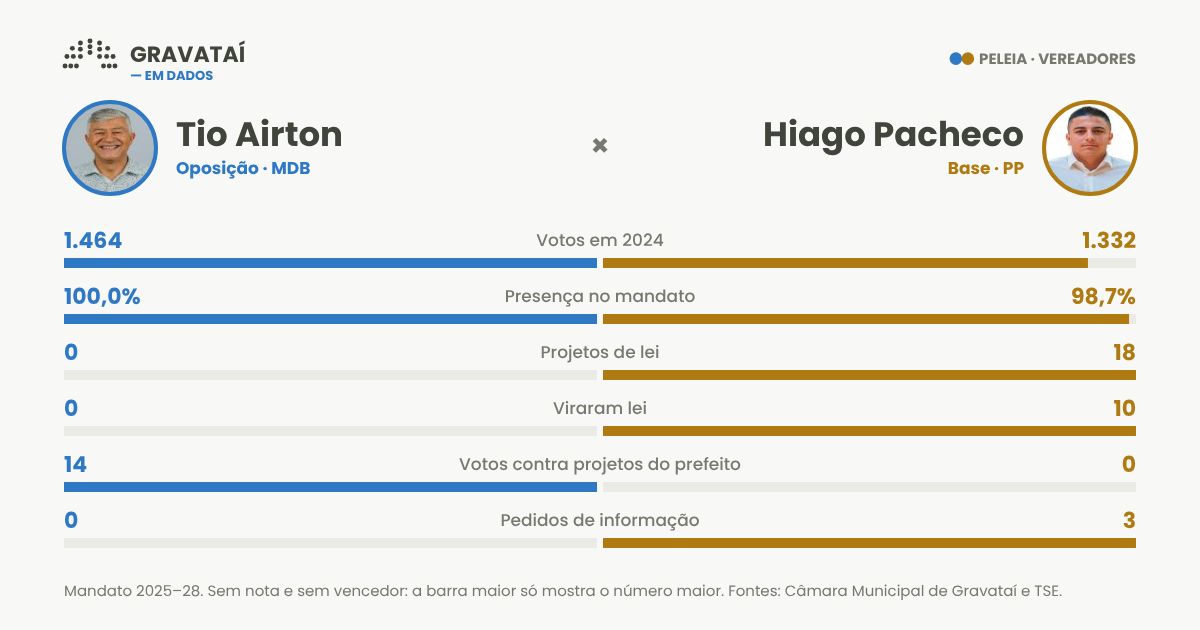 GRAVATAÍ
— EM DADOS
PELEIA · VEREADORES
Tio Airton
Oposição · MDB
×
Hiago Pacheco
Base · PP
1.464 Votos em 2024 1.332
100,0% Presença no mandato 98,7%
0 Projetos de lei 18
0 Viraram lei 10
14 Votos contra projetos do prefeito 0
0 Pedidos de informação 3
Mandato 2025–28. Sem nota e sem vencedor: a barra maior só mostra o número maior. Fontes: Câmara Municipal de Gravataí e TSE.